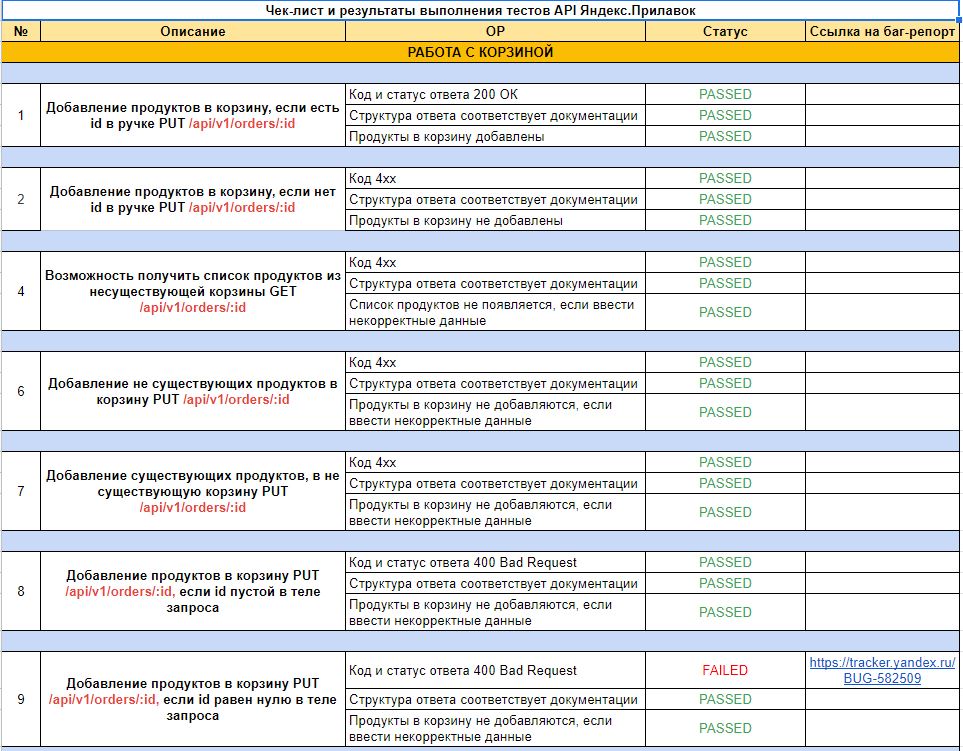 Чек-лист и результаты выполнения тестов API Яндекс.Прилавок
№ Описание ОР Статус Ссылка на баг-репорт
РАБОТА С КОРЗИНОЙ
1
Добавление продуктов в корзину, если есть
id в ручке PUT /api/v1/orders/:id
Код и статус ответа 200 ОК PASSED
Структура ответа соответствует документации PASSED
Продукты в корзину добавлены PASSED
2
Добавление продуктов в корзину, если нет
id в ручке PUT /api/v1/orders/:id
Код 4хх PASSED
Структура ответа соответствует документации PASSED
Продукты в корзину не добавлены PASSED
4
Возможность получить список продуктов из
несуществующей корзины GET
/api/v1/orders/:id
Код 4хх PASSED
Структура ответа соответствует документации PASSED
Список продуктов не появляется, если ввести
некорректные данные
PASSED
6
Добавление не существующих продуктов в
корзину PUT /api/v1/orders/:id
Код 4хх PASSED
Структура ответа соответствует документации PASSED
Продукты в корзину не добавляются, если
ввести некорректные данные
PASSED
7
Добавление существующих продуктов, в не
существующую корзину PUT
/api/v1/orders/:id
Код 4хх PASSED
Структура ответа соответствует документации PASSED
Продукты в корзину не добавляются, если
ввести некорректные данные
PASSED
8
Добавление продуктов в корзину PUT
/api/v1/orders/:id, если id пустой в теле
запроса
Код и статус ответа 400 Bad Request PASSED
Структура ответа соответствует документации PASSED
Продукты в корзину не добавляются, если
ввести некорректные данные
PASSED
9
Добавление продуктов в корзину PUT
/api/v1/orders/:id, если id равен нулю в теле
запроса
Код и статус ответа 400 Bad Request FAILED
https://tracker.yandex.ru/
BUG-582509
Структура ответа соответствует документации PASSED
Продукты в корзину не добавляются, если
ввести некорректные данные
PASSED